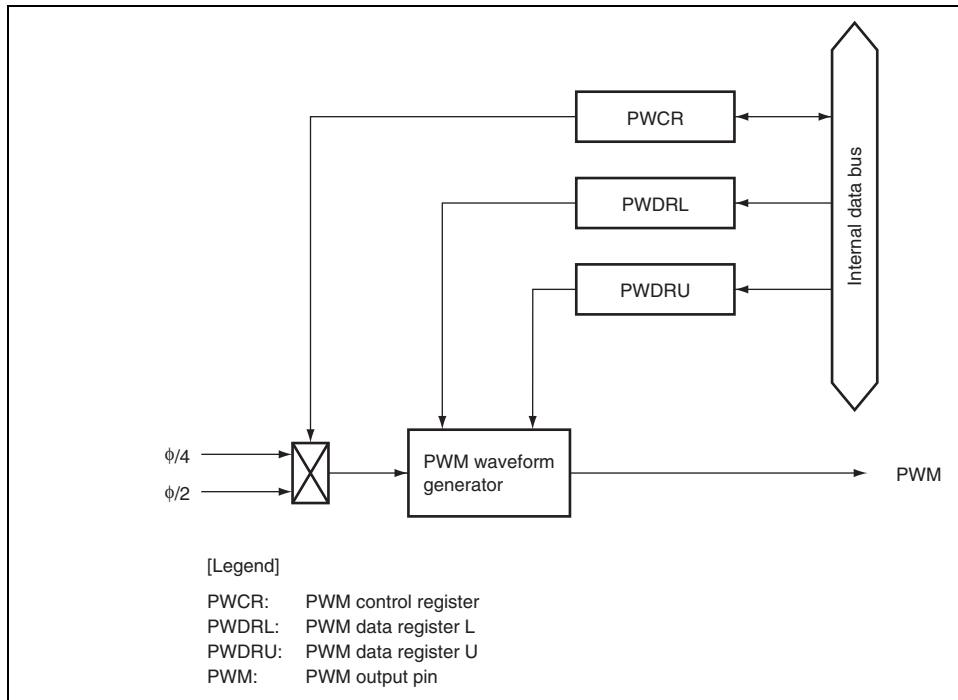 PWCR
PWDRL
PWDRU
Internal data bus
ϕ/4
ϕ/2
PWM waveform
generator
PWM
[Legend]
PWCR: PWM control register
PWDRL: PWM data register L
PWDRU: PWM data register U
PWM: PWM output pin